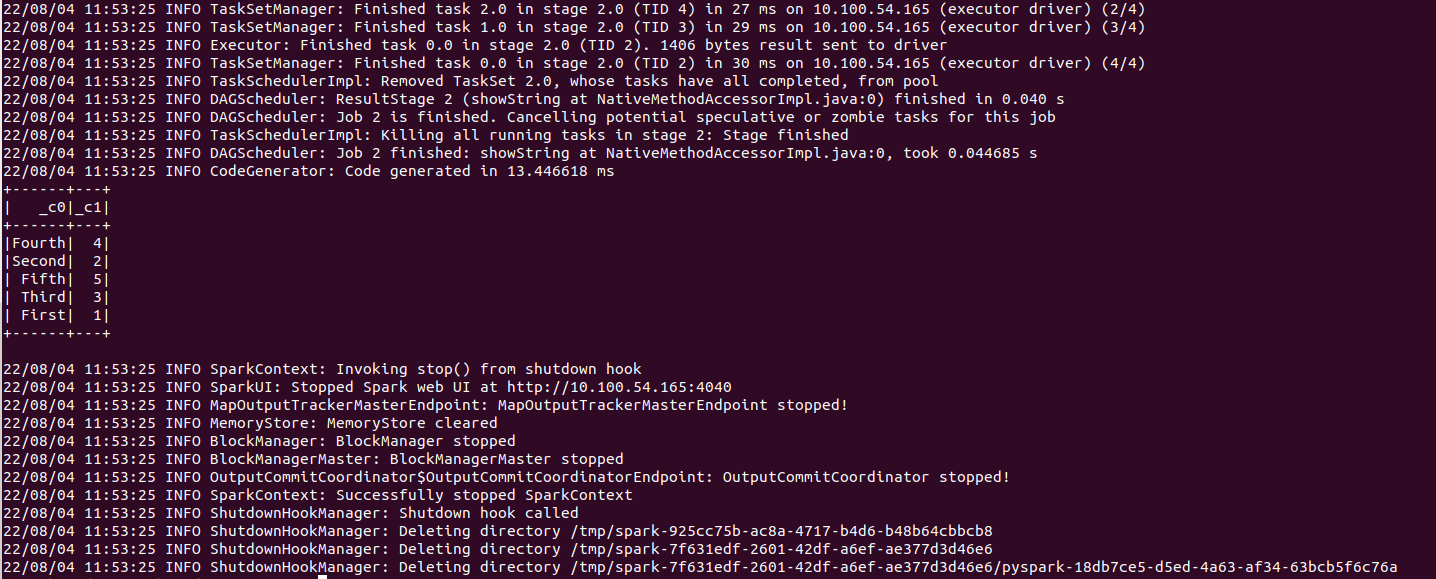 22/08/04 11:53:25 INFO TaskSetManager: Finished task 2.0 in stage 2.0 (TID 4) in 27 ms on 10.100.54.165 (executor driver) (2/4)
22/08/04 11:53:25 INFO TaskSetManager: Finished task 1.0 in stage 2.0 (TID 3) in 29 ms on 10.100.54.165 (executor driver) (3/4)
22/08/04 11:53:25 INFO Executor: Finished task 0.0 in stage 2.0 (TID 2). 1406 bytes result sent to driver
22/08/04 11:53:25 INFO TaskSetManager: Finished task 0.0 in stage 2.0 (TID 2) in 30 ms on 10.100.54.165 (executor driver) (4/4)
22/08/04 11:53:25 INFO TaskSchedulerImpl: Removed TaskSet 2.0, whose tasks have all completed, from pool
22/08/04 11:53:25 INFO DAGScheduler: ResultStage 2 (showString at NativeMethodAccessorImpl.java:0) finished in 0.040 s
22/08/04 11:53:25 INFO DAGScheduler: Job 2 is finished. Cancelling potential speculative or zombie tasks for this job
22/08/04 11:53:25 INFO TaskSchedulerImpl: Killing all running tasks in stage 2: Stage finished
22/08/04 11:53:25 INFO DAGScheduler: Job 2 finished: showString at NativeMethodAccessorImpl.java:0, took 0.044685 s
22/08/04 11:53:25 INFO CodeGenerator: Code generated in 13.446618 ms
+------+---+
|   _c0|_c1|
+------+---+
|Fourth|  4|
|Second|  2|
| Fifth|  5|
| Third|  3|
| First|  1|
+------+---+
22/08/04 11:53:25 INFO SparkContext: Invoking stop() from shutdown hook
22/08/04 11:53:25 INFO SparkUI: Stopped Spark web UI at http://10.100.54.165:4040
22/08/04 11:53:25 INFO MapOutputTrackerMasterEndpoint: MapOutputTrackerMasterEndpoint stopped!
22/08/04 11:53:25 INFO MemoryStore: MemoryStore cleared
22/08/04 11:53:25 INFO BlockManager: BlockManager stopped
22/08/04 11:53:25 INFO BlockManagerMaster: BlockManagerMaster stopped
22/08/04 11:53:25 INFO OutputCommitCoordinator$OutputCommitCoordinatorEndpoint: OutputCommitCoordinator stopped!
22/08/04 11:53:25 INFO SparkContext: Successfully stopped SparkContext
22/08/04 11:53:25 INFO ShutdownHookManager: Shutdown hook called
22/08/04 11:53:25 INFO ShutdownHookManager: Deleting directory /tmp/spark-925cc75b-ac8a-4717-b4d6-b48b64cbbcb8
22/08/04 11:53:25 INFO ShutdownHookManager: Deleting directory /tmp/spark-7f631edf-2601-42df-a6ef-ae377d3d46e6
22/08/04 11:53:25 INFO ShutdownHookManager: Deleting directory /tmp/spark-7f631edf-2601-42df-a6ef-ae377d3d46e6/pyspark-18db7ce5-d5ed-4a63-af34-63bcb5f6c76a